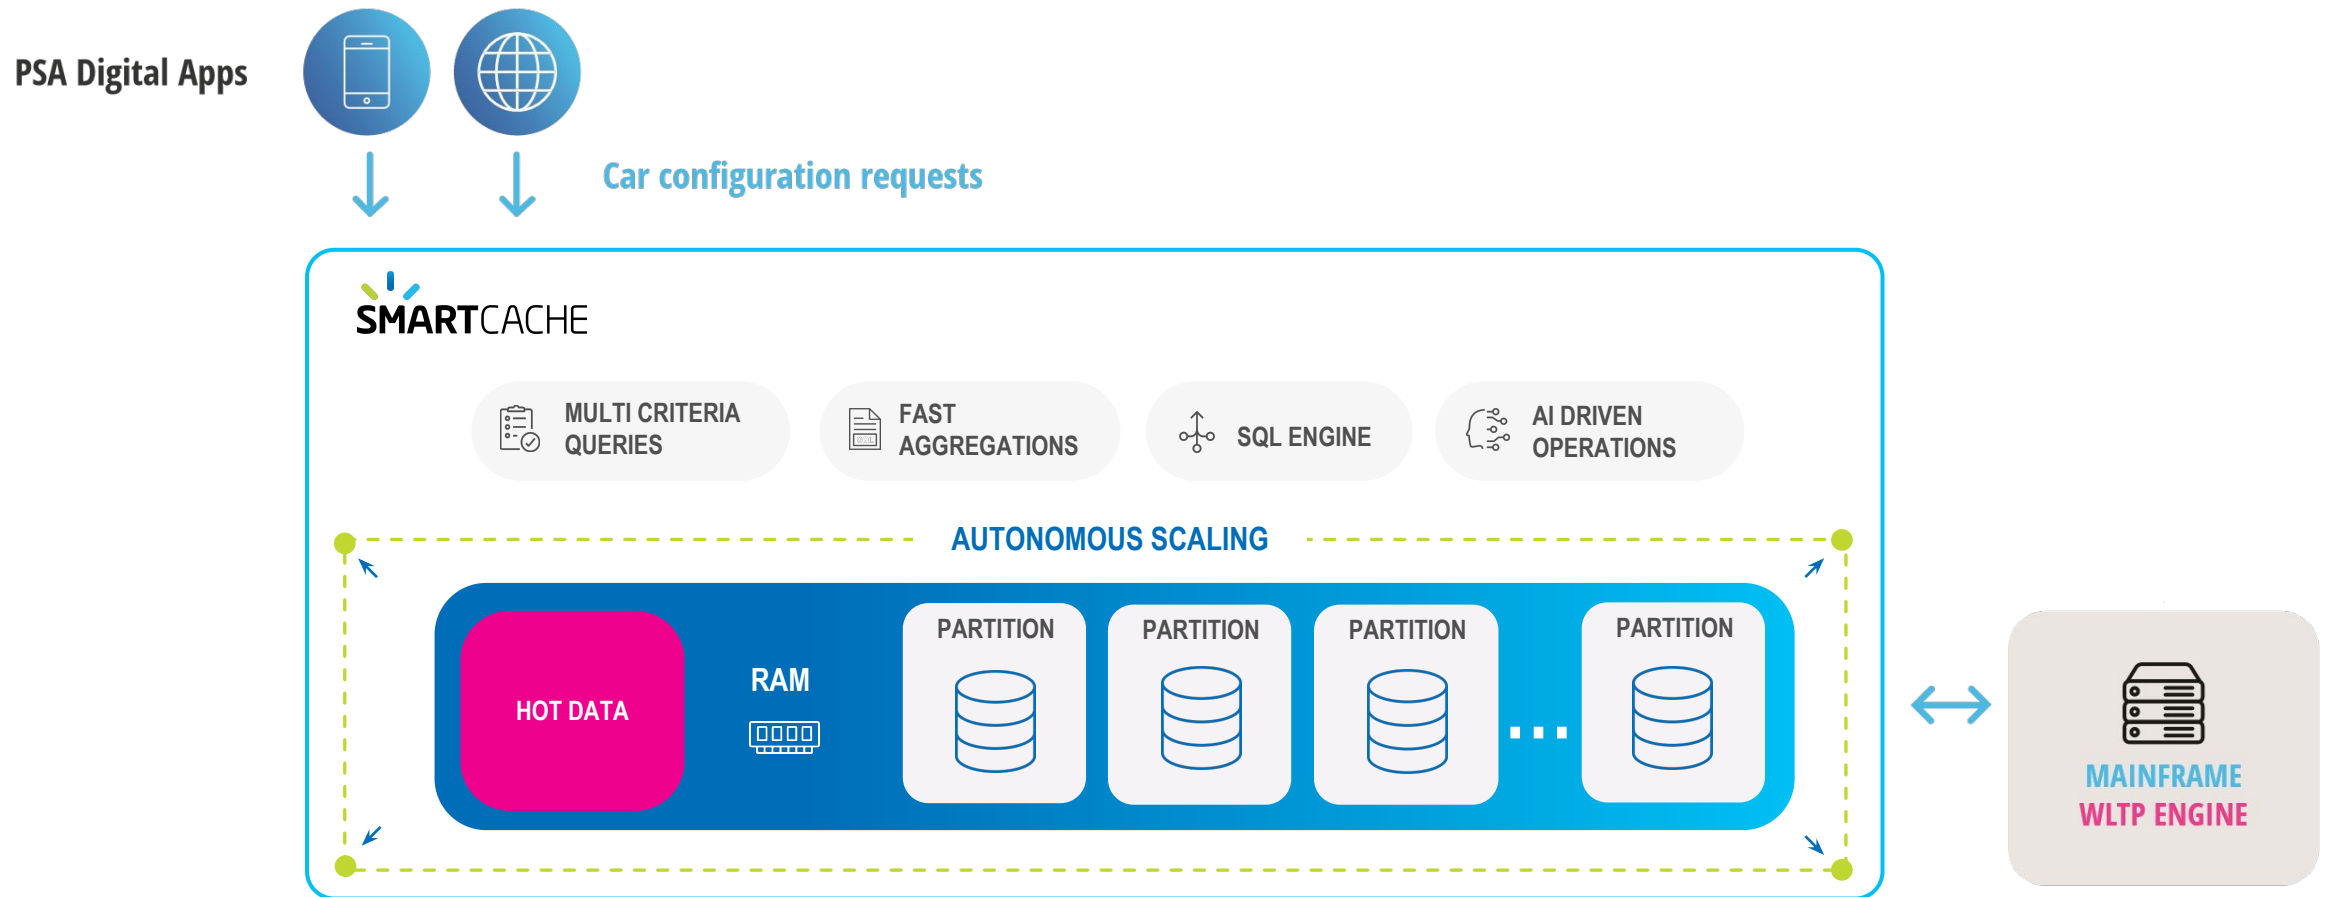 PSA Digital Apps
Car configuration requests
SMARTCACHE
MULTI CRITERIA
QUERIES
FAST
AGGREGATIONS
SQL ENGINE
AI DRIVEN
OPERATIONS
AUTONOMOUS SCALING
HOT DATA
RAM
PARTITION
PARTITION
PARTITION
...
PARTITION
MAINFRAME
WLTP ENGINE